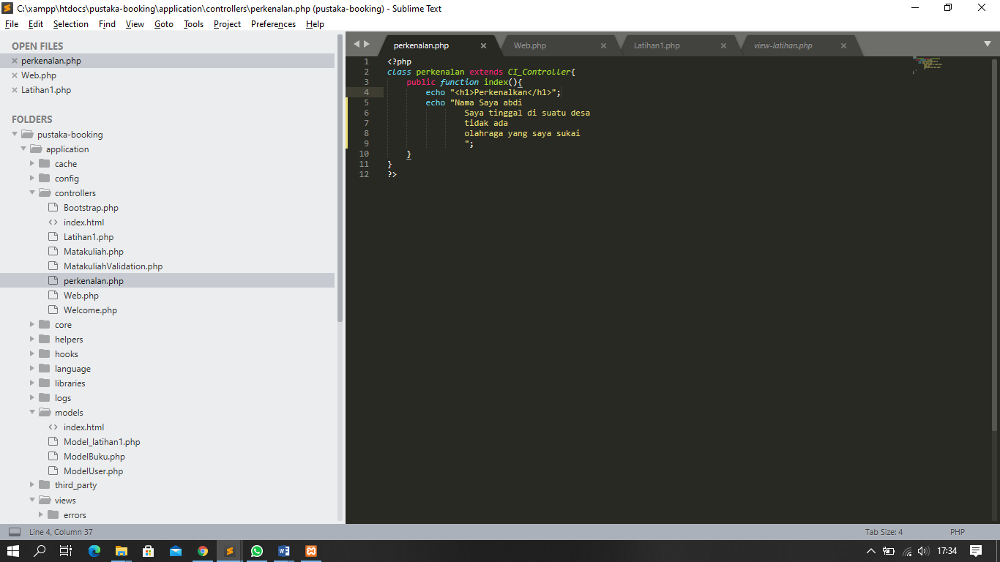 C:\xampp\htdocs\pustaka-booking\application\controllers\perkenalan.php (pustaka-booking) - Sublime Text
File Edit Selection Find View Goto Tools Project Preferences Help
OPEN FILES
perkenalan.php
Web.php
Latihan1.php
FOLDERS
pustaka-booking
application
cache
config
controllers
Bootstrap.php
index.html
Latihan1.php
Matakuliah.php
MatakuliahValidation.php
perkenalan.php
Web.php
Welcome.php
core
helpers
hooks
language
libraries
logs
models
index.html
Model_latihan1.php
ModelBuku.php
ModelUser.php
third_party
views
errors
perkenalan.php Web.php Latihan1.php view-latihan.php
1 <?php
2 class perkenalan extends CI_Controller{
3 public function index(){
4 echo "<h1>Perkenalkan</h1>";
5 echo "Nama Saya abdi
6 Saya tinggal di suatu desa
7 tidak ada
8 olahraga yang saya sukai
9 ";
10 }
11 }
12 ?>
Line 4, Column 37 Tab Size: 4 PHP
17:34